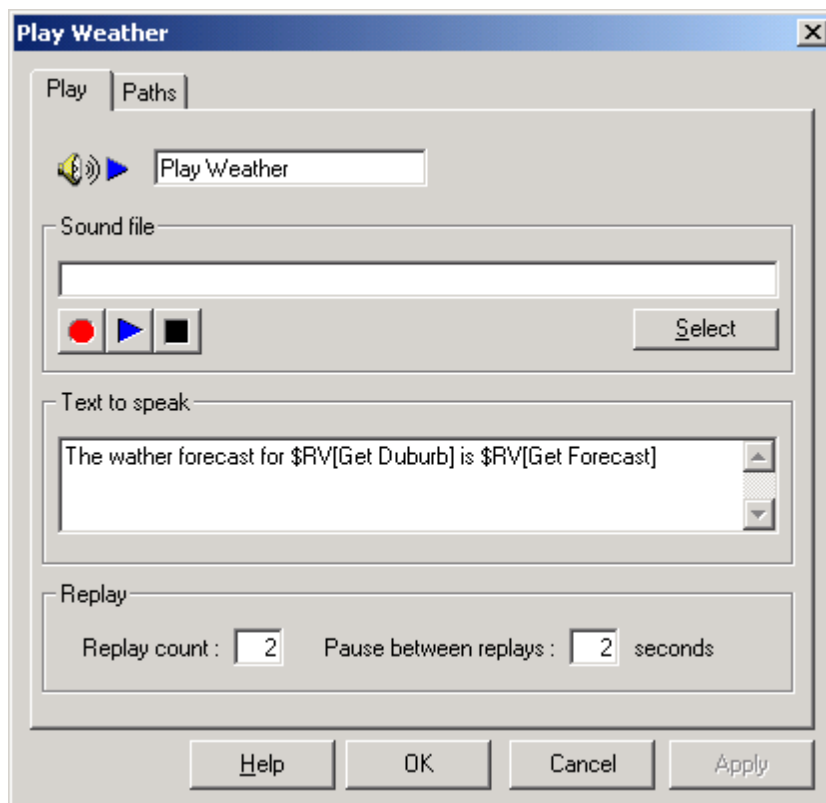 Play Weather
Play Paths
Play Weather
Sound file
Select
Text to speak
The wather forecast for $RV[Get Duburb] is $RV[Get Forecast]
Replay
Replay count : 2 Pause between replays : 2 seconds
Help OK Cancel Apply